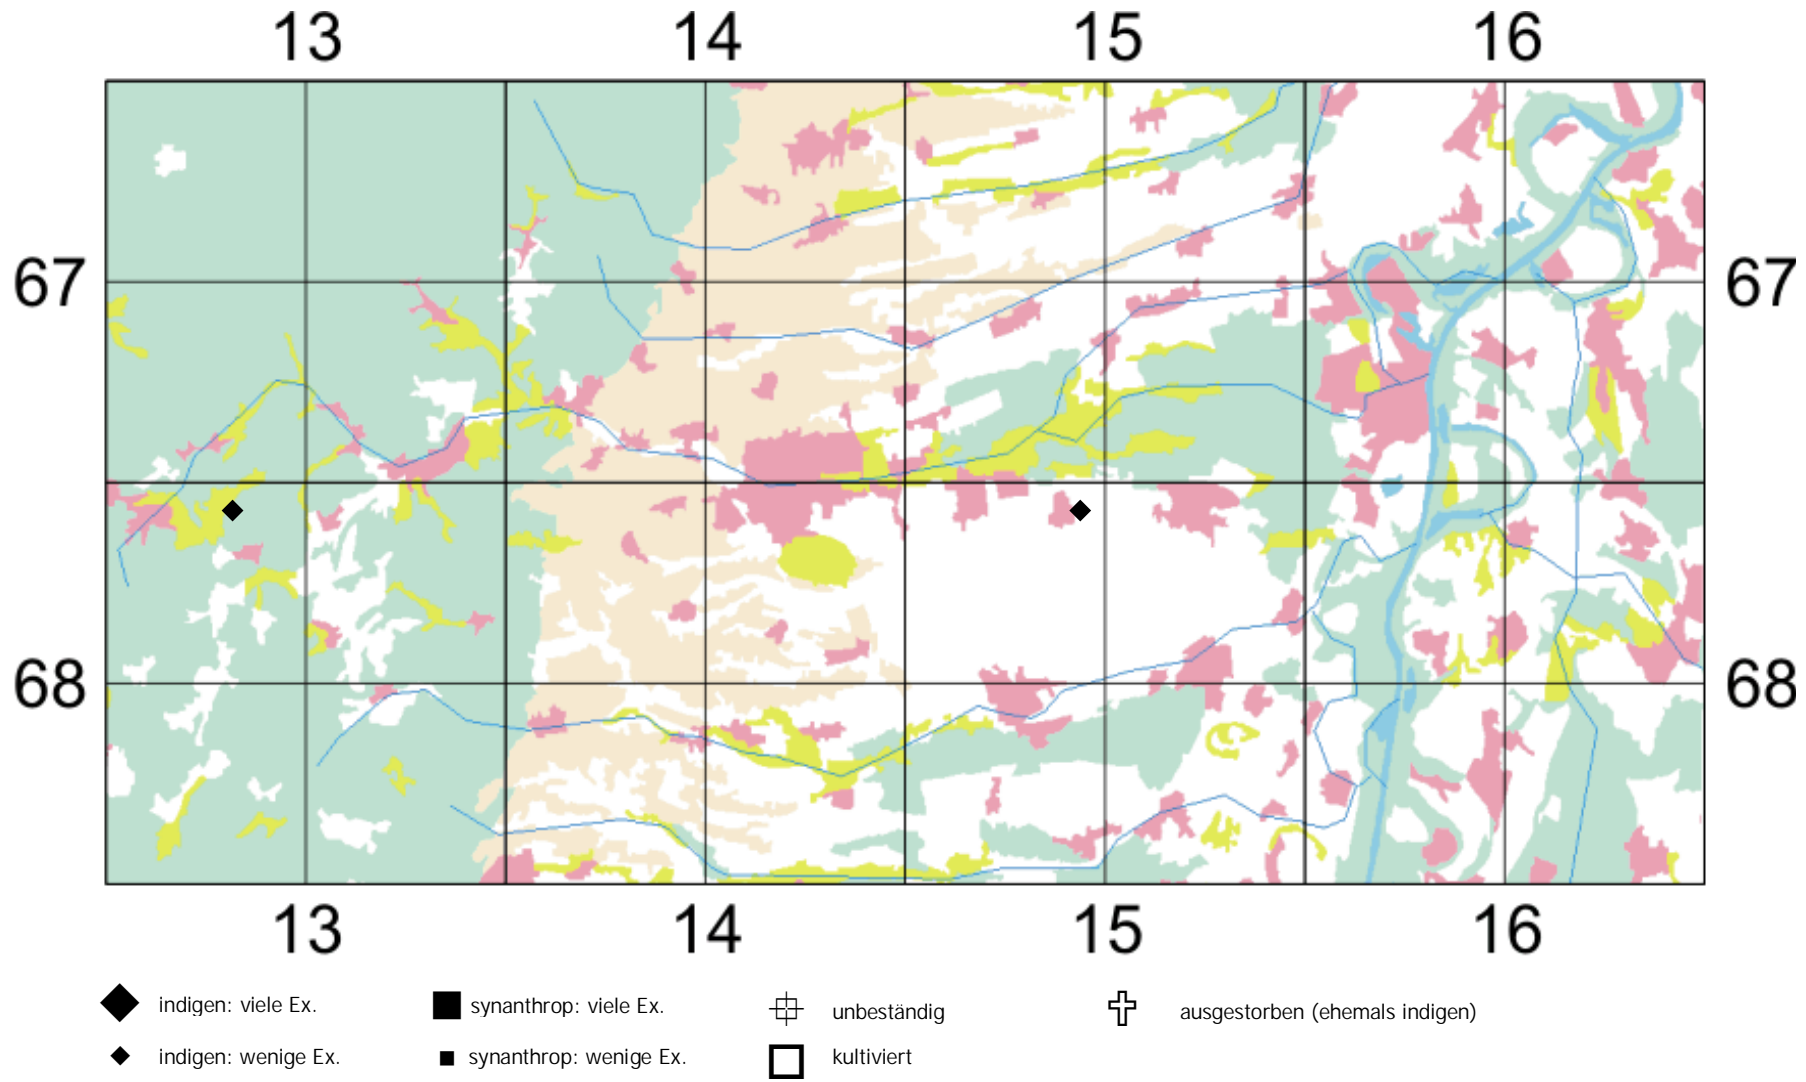 13 14 15 16
67 67
68 68
13 14 15 16
indigen: viele Ex. synanthrop: viele Ex. unbeständig ausgestorben (ehemals indigen)
indigen: wenige Ex. synanthrop: wenige Ex. kultiviert